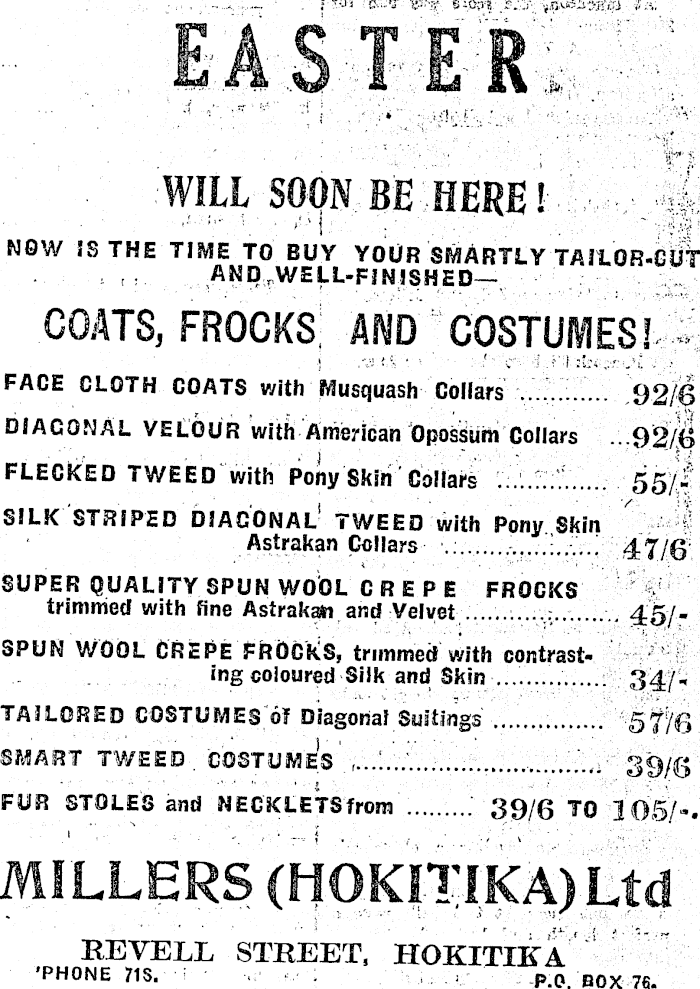 EASTER
WILL SOON BE HERE!
NOW IS THE TIME TO BUY YOUR SMARTLY TAILOR-CUT
AND WELL-FINISHED—
COATS, FROCKS AND COSTUMES!
FACE CLOTH COATS with Musquash Collars ............ 92/6
DIAGONAL VELOUR with American Opossum Collars ...92/6
FLECKED TWEED with Pony Skin Collars ............... 55/-
SILK STRIPED DIAGONAL TWEED with Pony Skin
Astrakan Collars ..................... 47/6
SUPER QUALITY SPUN WOOL CREPE FROCKS
trimmed with fine Astrakan and Velvet ..................... 45/-
SPUN WOOL CREPE FROCKS, trimmed with contrast-
ing coloured Silk and Skin ............... 34/-
TAILORED COSTUMES of Diagonal Suitings ............... 57/6
SMART TWEED COSTUMES .................................. 39/6
FUR STOLES and NECKLETS from ......... 39/6 TO 105/-.
MILLERS (HOKITIKA) Ltd
REVELL STREET, HOKITIKA
'PHONE 71S. P.O. BOX 76.